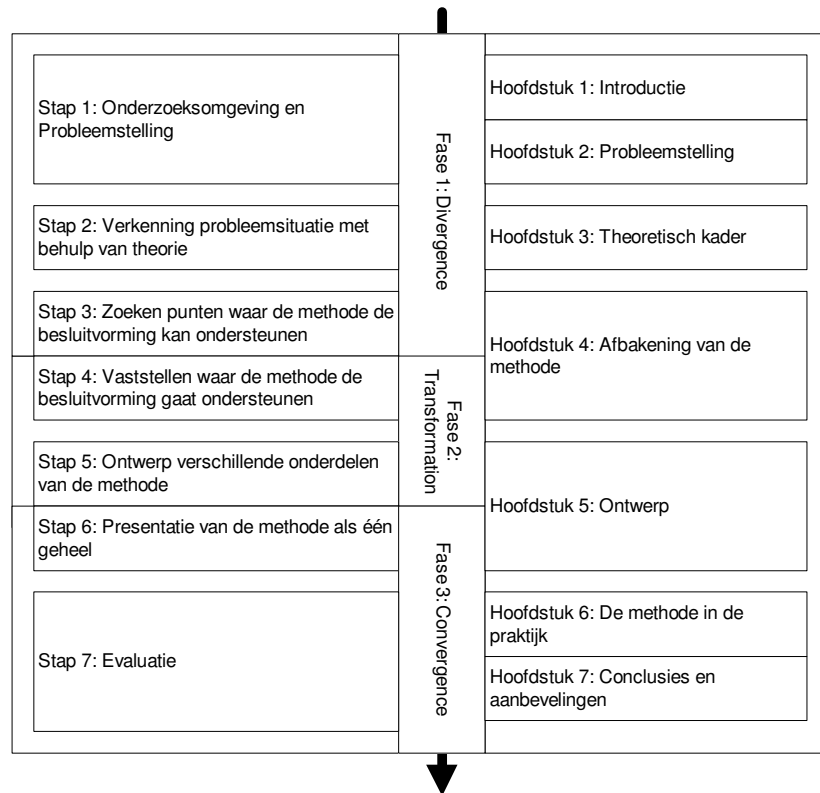 Stap 1: Onderzoeksomgeving en
Probleemstelling
Stap 2: Verkenning probleemsituatie met
behulp van theorie
Stap 3: Zoeken punten waar de methode de
besluitvorming kan ondersteunen
Stap 4: Vaststellen waar de methode de
besluitvorming gaat ondersteunen
Stap 5: Ontwerp verschillende onderdelen
van de methode
Stap 6: Presentatie van de methode als één
geheel
Stap 7: Evaluatie
Fase 1: Divergence
Fase 2:
Transformation
Fase 3: Convergence
Hoofdstuk 1: Introductie
Hoofdstuk 2: Probleemstelling
Hoofdstuk 3: Theoretisch kader
Hoofdstuk 4: Afbakening van de
methode
Hoofdstuk 5: Ontwerp
Hoofdstuk 6: De methode in de
praktijk
Hoofdstuk 7: Conclusies en
aanbevelingen